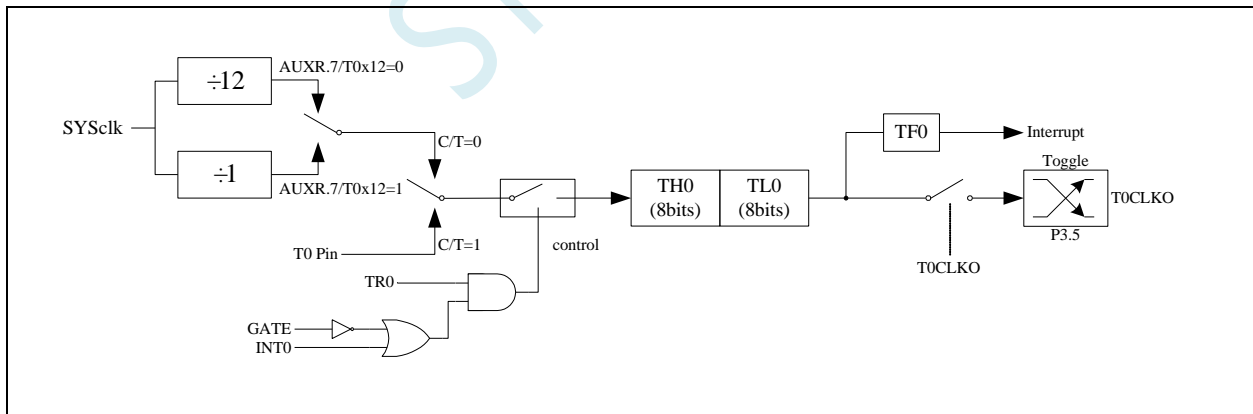 ÷12
AUXR.7/T0x12=0
SYSclk
÷1
AUXR.7/T0x12=1
C/T=0
C/T=1
T0 Pin
control
TR0
GATE
INT0
TH0
(8bits)
TL0
(8bits)
TF0
Interrupt
Toggle
T0CLKO
P3.5
T0CLKO